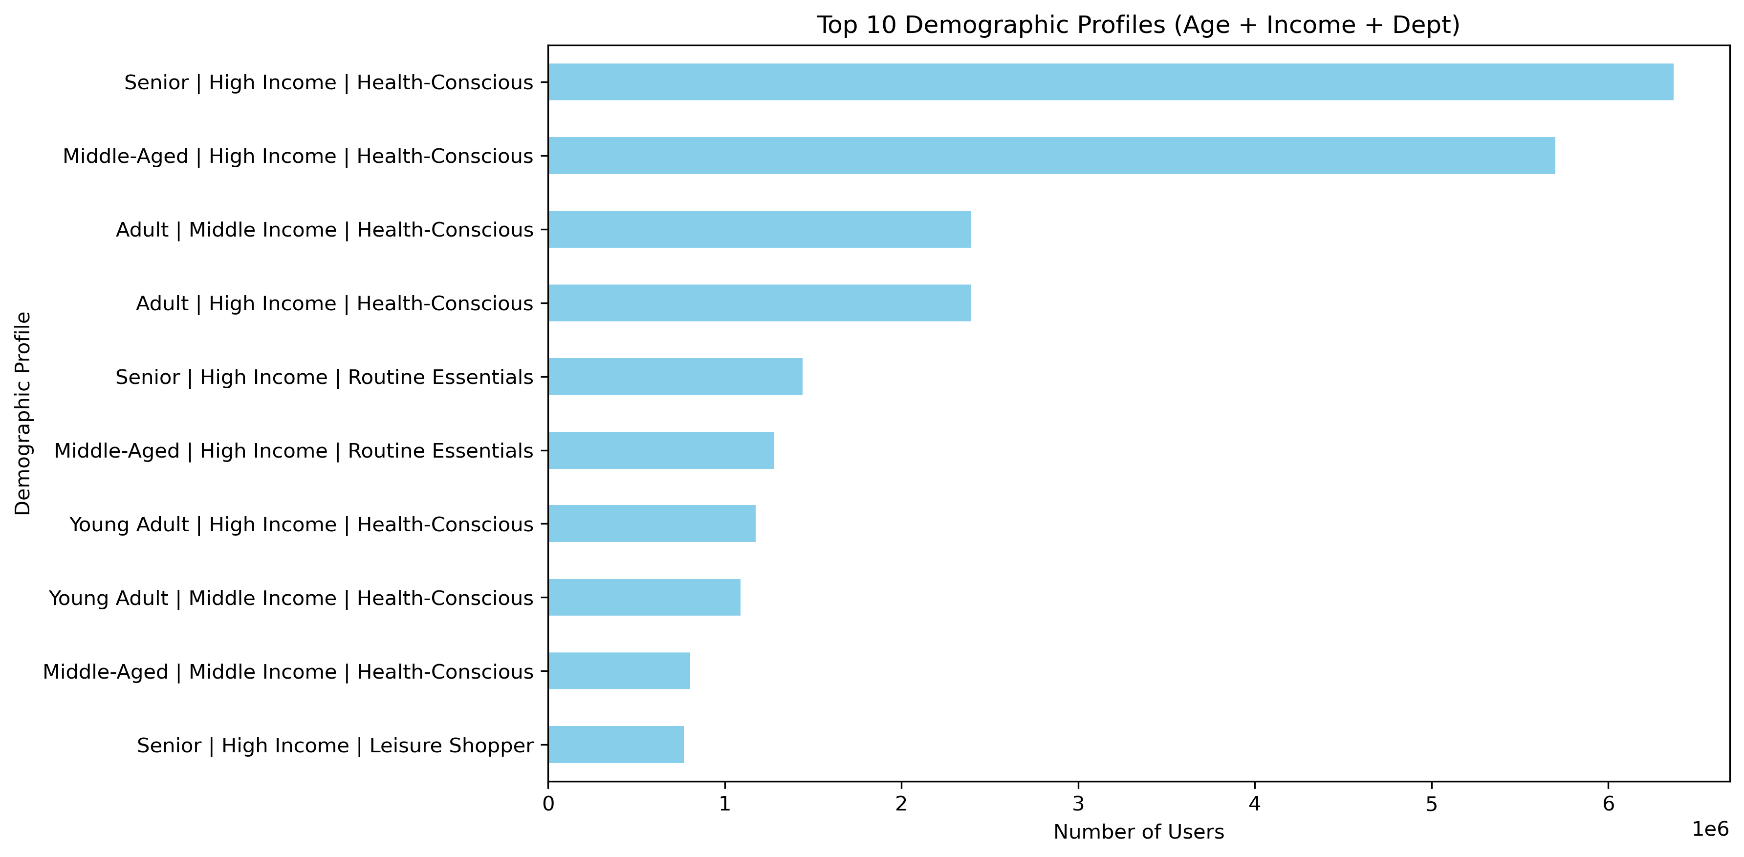 Top 10 Demographic Profiles (Age + Income + Dept)
Demographic Profile
Senior | High Income | Health-Conscious
Middle-Aged | High Income | Health-Conscious
Adult | Middle Income | Health-Conscious
Adult | High Income | Health-Conscious
Senior | High Income | Routine Essentials
Middle-Aged | High Income | Routine Essentials
Young Adult | High Income | Health-Conscious
Young Adult | Middle Income | Health-Conscious
Middle-Aged | Middle Income | Health-Conscious
Senior | High Income | Leisure Shopper
0 1 2 3 4 5 6
1e6
Number of Users